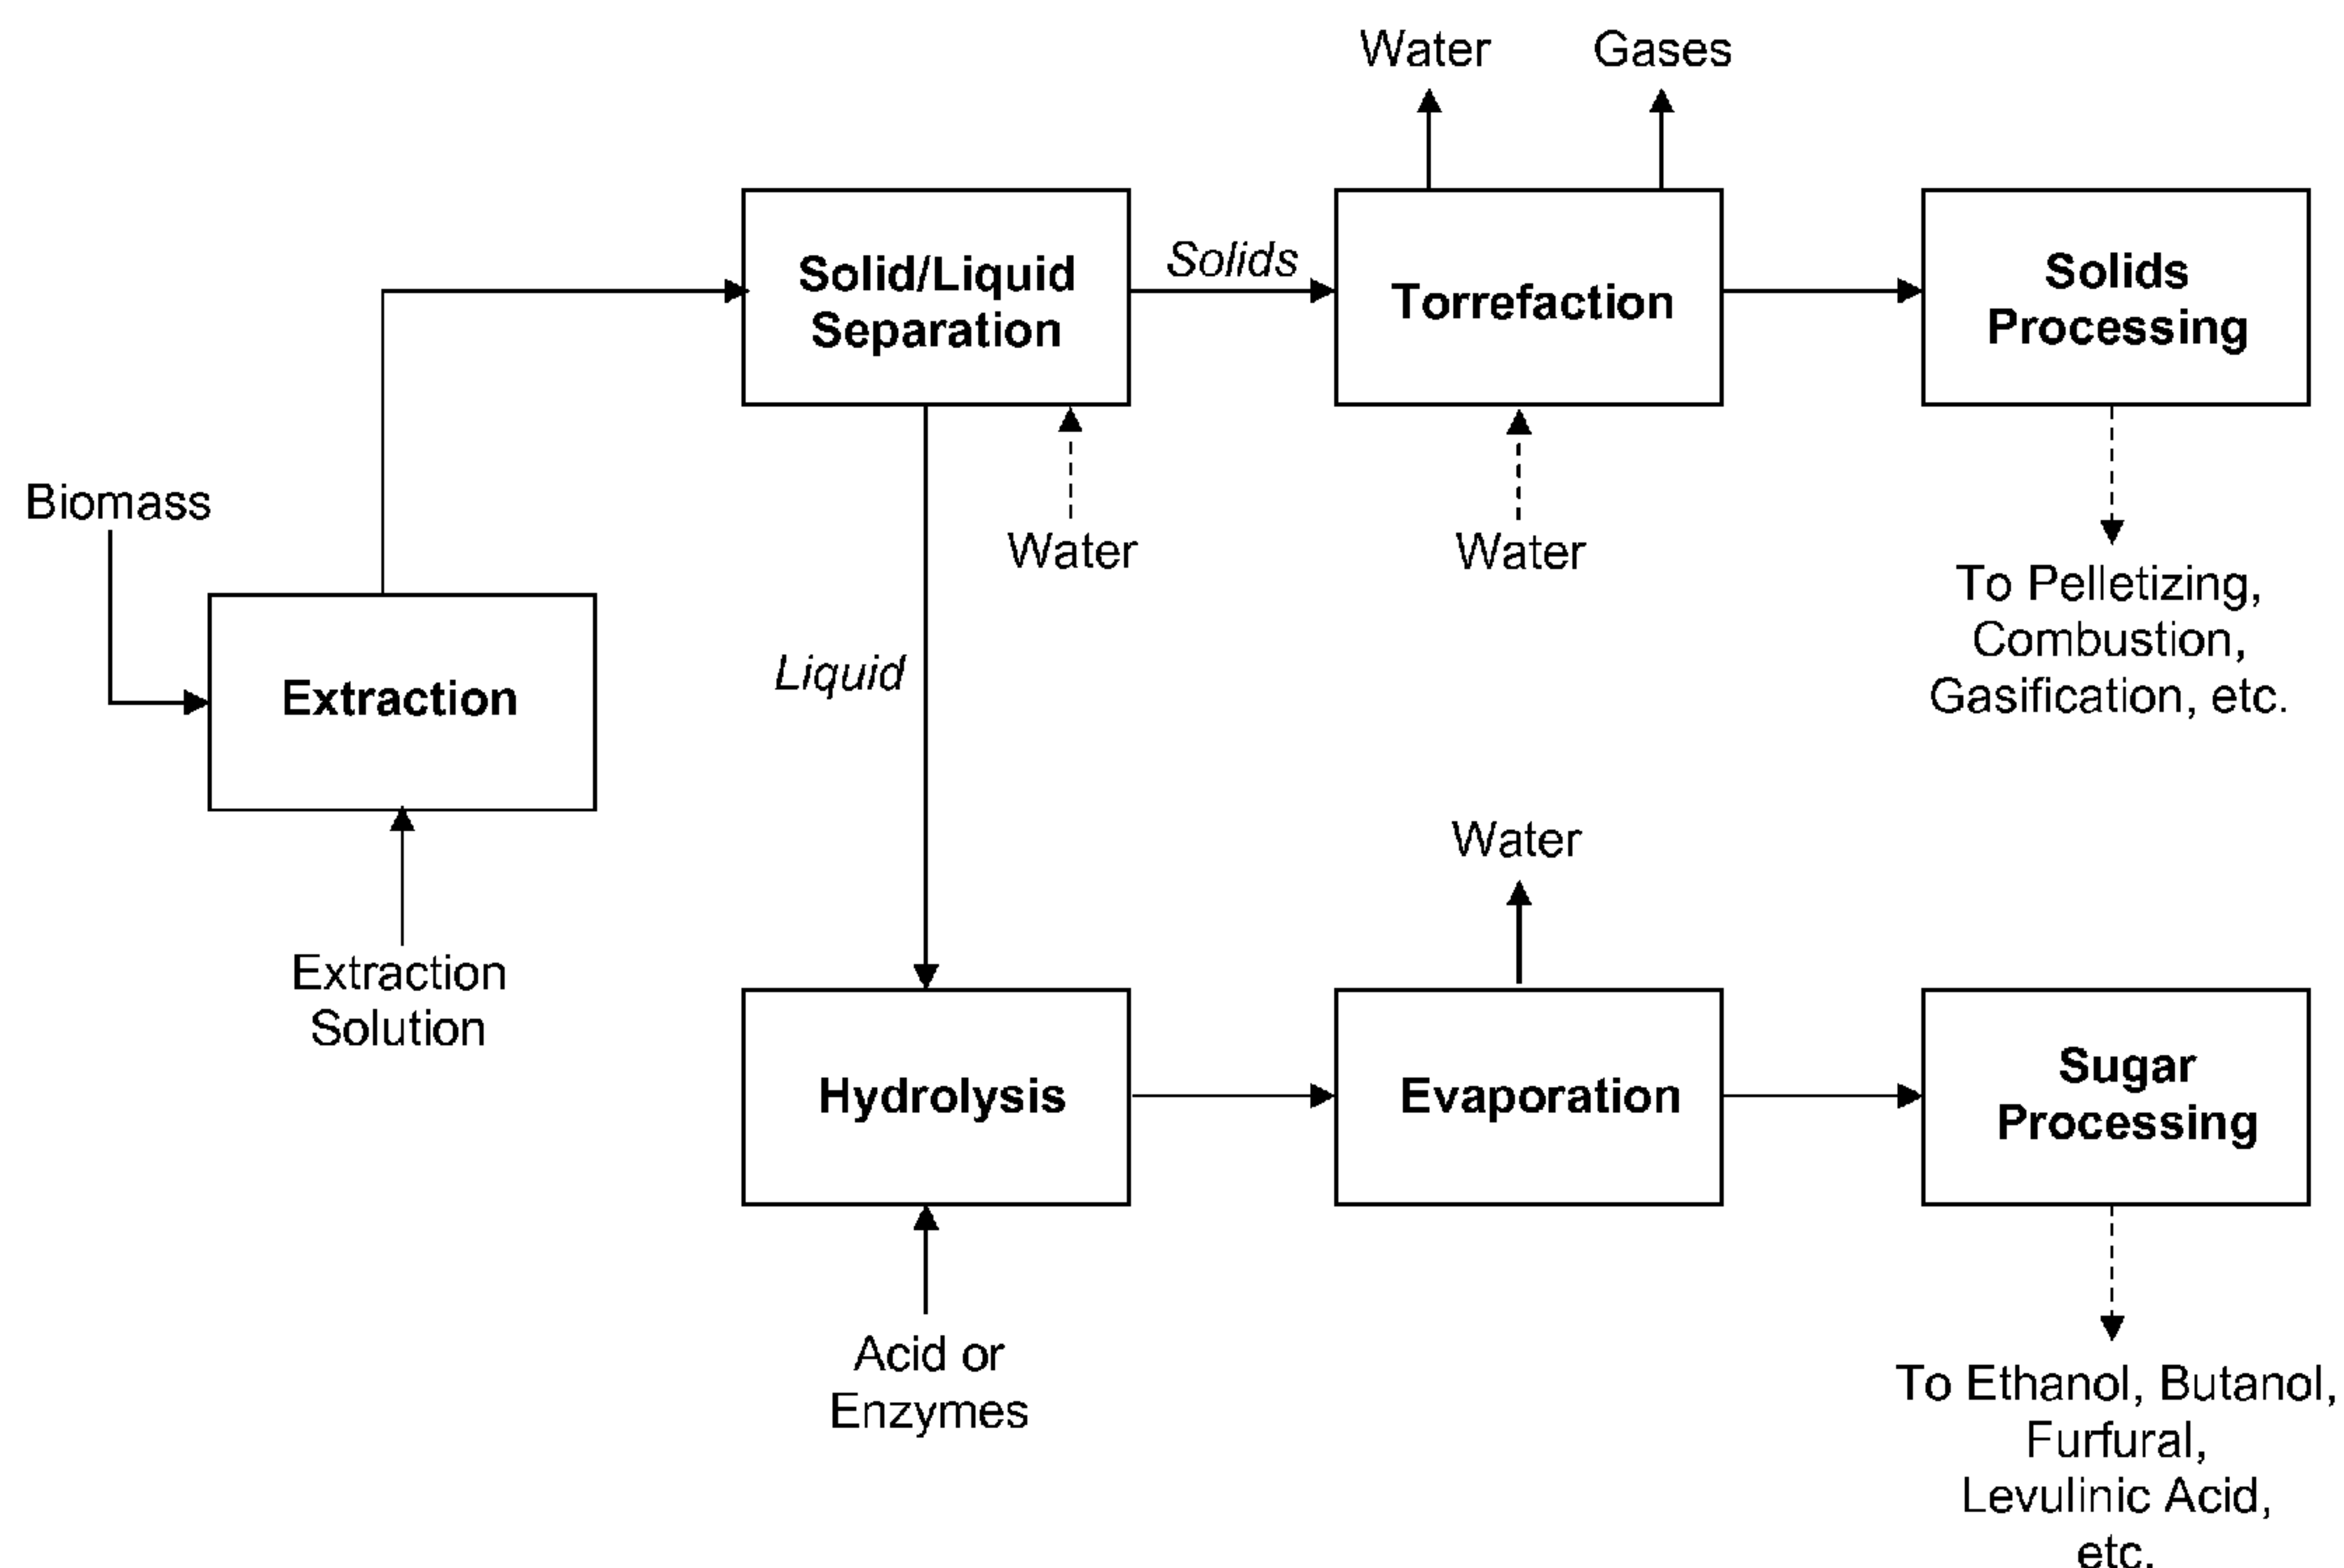 Water
Gases
Solid/Liquid
Separation
Solids
Torrefaction
Solids
Processing
Biomass
Water
Water
To Pelletizing,
Combustion,
Gasification, etc.
Extraction
Liquid
Extraction
Solution
Water
Hydrolysis
Evaporation
Sugar
Processing
Acid or
Enzymes
To Ethanol, Butanol,
Furfural,
Levulinic Acid,
etc.